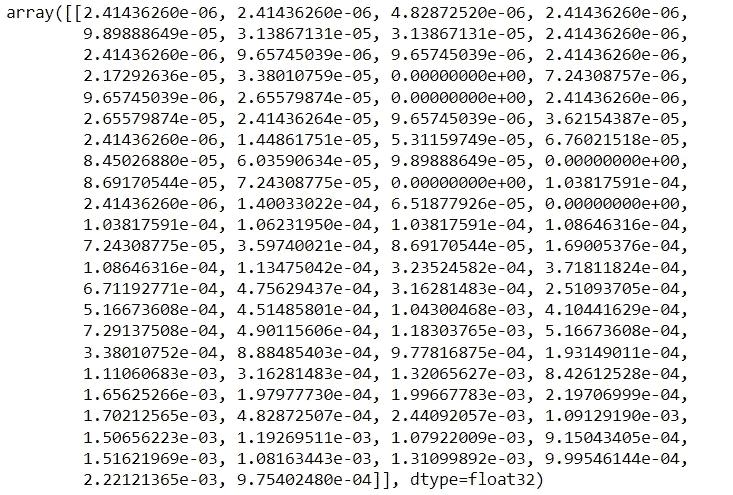 array([[2.41436260e-06, 2.41436260e-06, 4.82872520e-06, 2.41436260e-06,
9.89888649e-05, 3.13867131e-05, 3.13867131e-05, 2.41436260e-06,
2.41436260e-06, 9.65745039e-06, 9.65745039e-06, 2.41436260e-06,
2.17292636e-05, 3.38010759e-05, 0.00000000e+00, 7.24308757e-06,
9.65745039e-06, 2.65579874e-05, 0.00000000e+00, 2.41436260e-06,
2.65579874e-05, 2.41436264e-05, 9.65745039e-06, 3.62154387e-05,
2.41436260e-06, 1.44861751e-05, 5.31159749e-05, 6.76021518e-05,
8.45026880e-05, 6.03590634e-05, 9.89888649e-05, 0.00000000e+00,
8.69170544e-05, 7.24308775e-05, 0.00000000e+00, 1.03817591e-04,
2.41436260e-06, 1.40033022e-04, 6.51877926e-05, 0.00000000e+00,
1.03817591e-04, 1.06231950e-04, 1.03817591e-04, 1.08646316e-04,
7.24308775e-05, 3.59740021e-04, 8.69170544e-05, 1.69005376e-04,
1.08646316e-04, 1.13475042e-04, 3.23524582e-04, 3.71811824e-04,
6.71192771e-04, 4.75629437e-04, 3.16281483e-04, 2.51093705e-04,
5.16673608e-04, 4.51485801e-04, 1.04300468e-03, 4.10441629e-04,
7.29137508e-04, 4.90115606e-04, 1.18303765e-03, 5.16673608e-04,
3.38010752e-04, 8.88485403e-04, 9.77816875e-04, 1.93149011e-04,
1.11060683e-03, 3.16281483e-04, 1.32065627e-03, 8.42612528e-04,
1.65625266e-03, 1.97977730e-04, 1.99667783e-03, 2.19706999e-04,
1.70212565e-03, 4.82872507e-04, 2.44092057e-03, 1.09129190e-03,
1.50656223e-03, 1.19269511e-03, 1.07922009e-03, 9.15043405e-04,
1.51621969e-03, 1.08163443e-03, 1.31099892e-03, 9.99546144e-04,
2.22121365e-03, 9.75402480e-04]], dtype=float32)